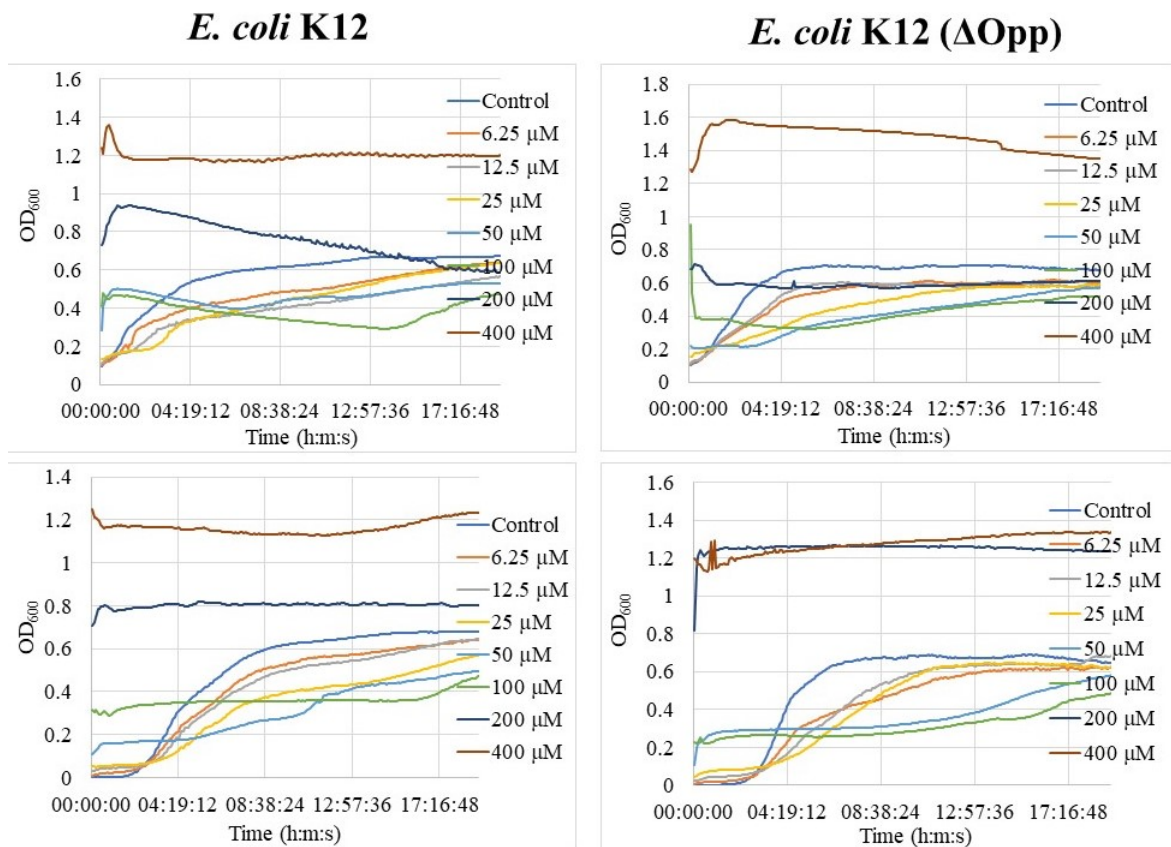 E. coli K12
E. coli K12 (ΔOpp)
1.6
1.4
1.2
1
0.8
0.6
0.4
0.2
0
OD600
00:00:00 04:19:12 08:38:24 12:57:36 17:16:48
Time (h:m:s)
Control
6.25 µM
12.5 µM
25 µM
50 µM
100 µM
200 µM
400 µM
1.8
1.6
1.4
1.2
1
0.8
0.6
0.4
0.2
0
OD600
00:00:00 04:19:12 08:38:24 12:57:36 17:16:48
Time (h:m:s)
Control
6.25 µM
12.5 µM
25 µM
50 µM
100 µM
200 µM
400 µM
1.4
1.2
1
0.8
0.6
0.4
0.2
0
OD600
00:00:00 04:19:12 08:38:24 12:57:36 17:16:48
Time (h:m:s)
Control
6.25 µM
12.5 µM
25 µM
50 µM
100 µM
200 µM
400 µM
1.6
1.4
1.2
1
0.8
0.6
0.4
0.2
0
OD600
00:00:00 04:19:12 08:38:24 12:57:36 17:16:48
Time (h:m:s)
Control
6.25 µM
12.5 µM
25 µM
50 µM
100 µM
200 µM
400 µM